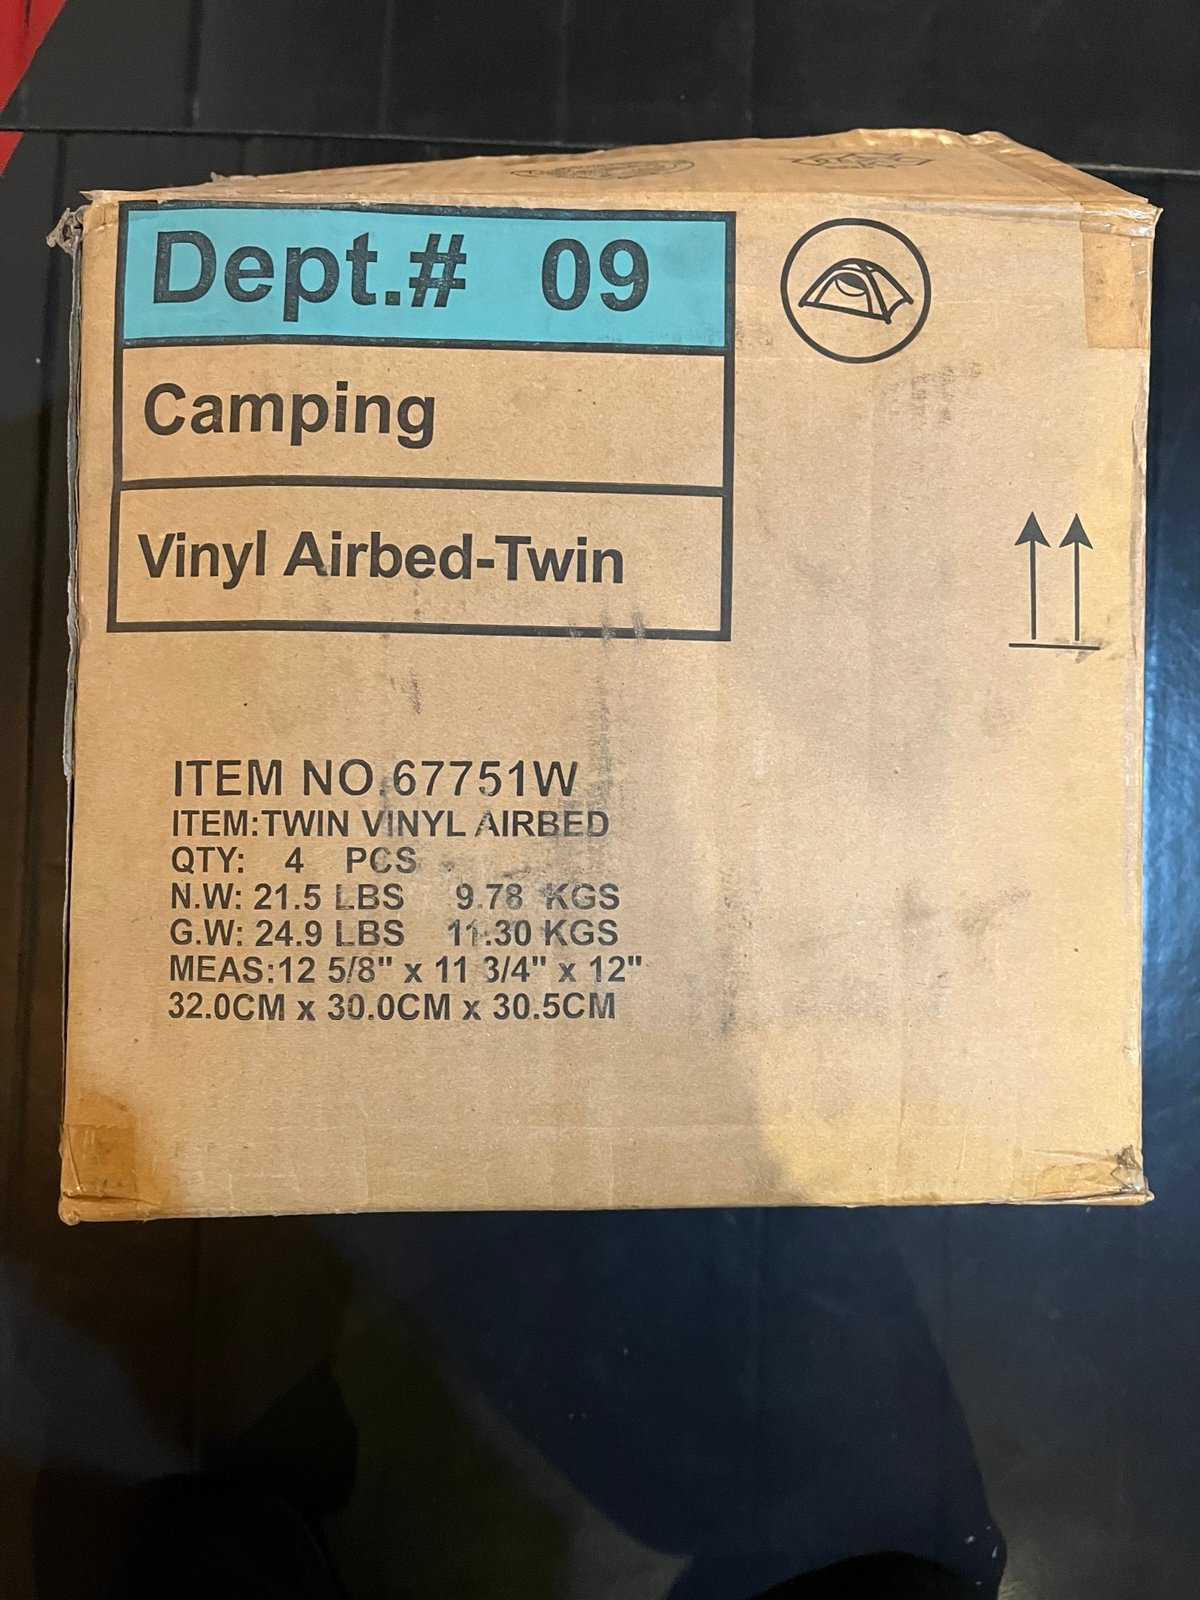 Dept.# 09
Camping
Vinyl Airbed-Twin
ITEM NO.67751W
ITEM:TWIN VINYL AIRBED
QTY: 4 PCS
N.W: 21.5 LBS 9.78 KGS
G.W: 24.9 LBS 11.30 KGS
MEAS:12 5/8" x 11 3/4" x 12"
32.0CM x 30.0CM x 30.5CM